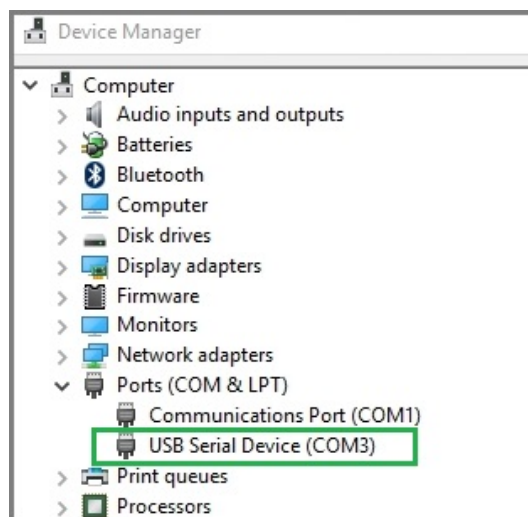 Device Manager
Computer
Audio inputs and outputs
Batteries
Bluetooth
Computer
Disk drives
Display adapters
Firmware
Monitors
Network adapters
Ports (COM & LPT)
Communications Port (COM1)
USB Serial Device (COM3)
Print queues
Processors